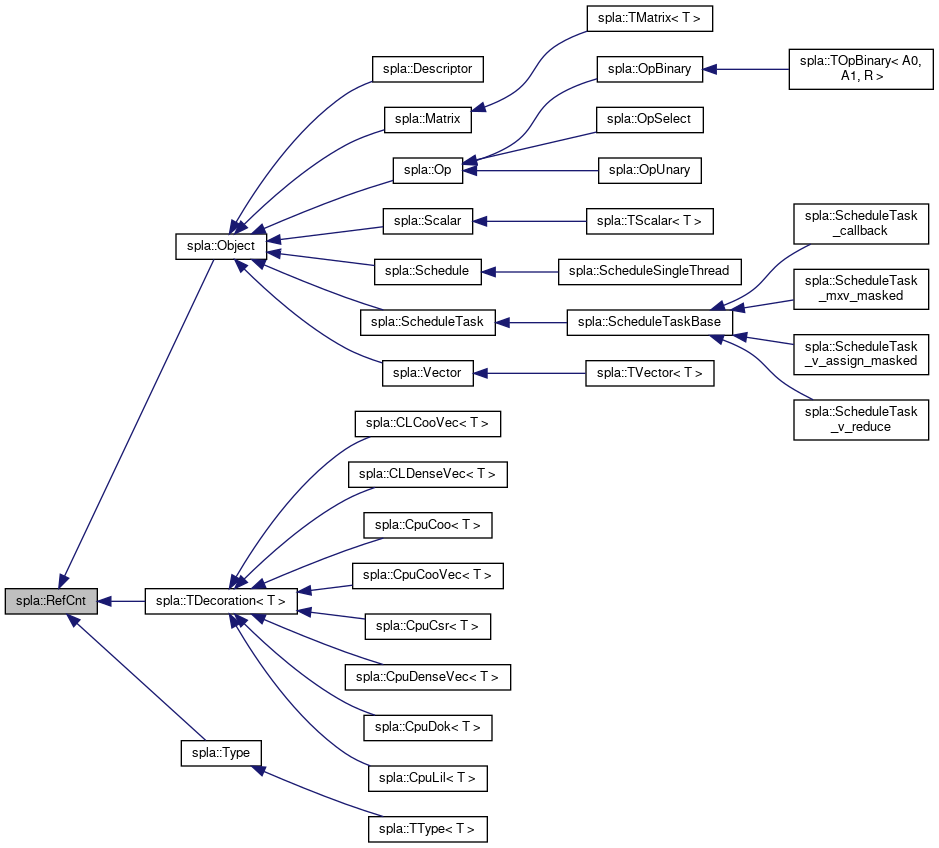 spla::TMatrix< T >
spla::Descriptor
spla::OpBinary
spla::TOpBinary< A0,
A1, R >
spla::Matrix
spla::OpSelect
spla::Op
spla::OpUnary
spla::Scalar
spla::TScalar< T >
spla::ScheduleTask
_callback
spla::Object
spla::Schedule
spla::ScheduleSingleThread
spla::ScheduleTask
_mxv_masked
spla::ScheduleTask
spla::ScheduleTaskBase
spla::ScheduleTask
_v_assign_masked
spla::Vector
spla::TVector< T >
spla::ScheduleTask
_v_reduce
spla::CLCooVec< T >
spla::CLDenseVec< T >
spla::CpuCoo< T >
spla::CpuCooVec< T >
spla::RefCnt
spla::TDecoration< T >
spla::CpuCsr< T >
spla::CpuDenseVec< T >
spla::CpuDok< T >
spla::Type
spla::CpuLil< T >
spla::TType< T >